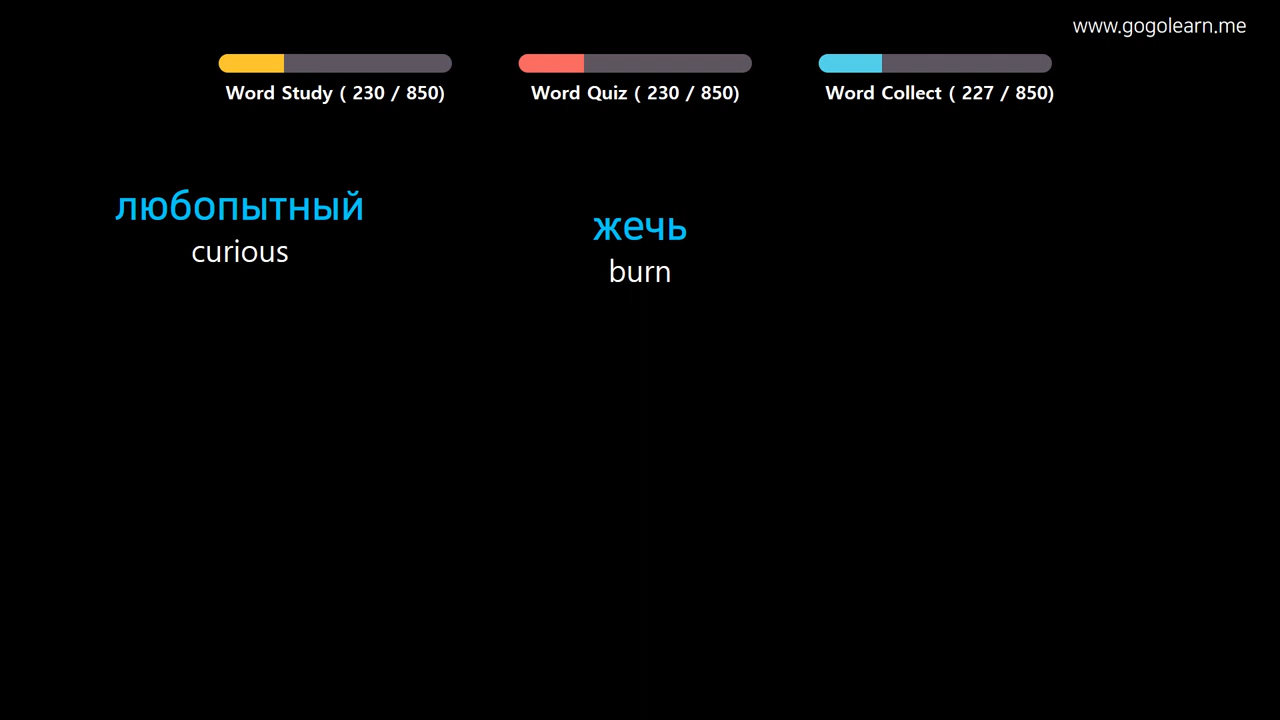 www.gogolearn.me
Word Study ( 230 / 850)
Word Quiz ( 230 / 850)
Word Collect ( 227 / 850)
любопытный
curious
жечь
burn